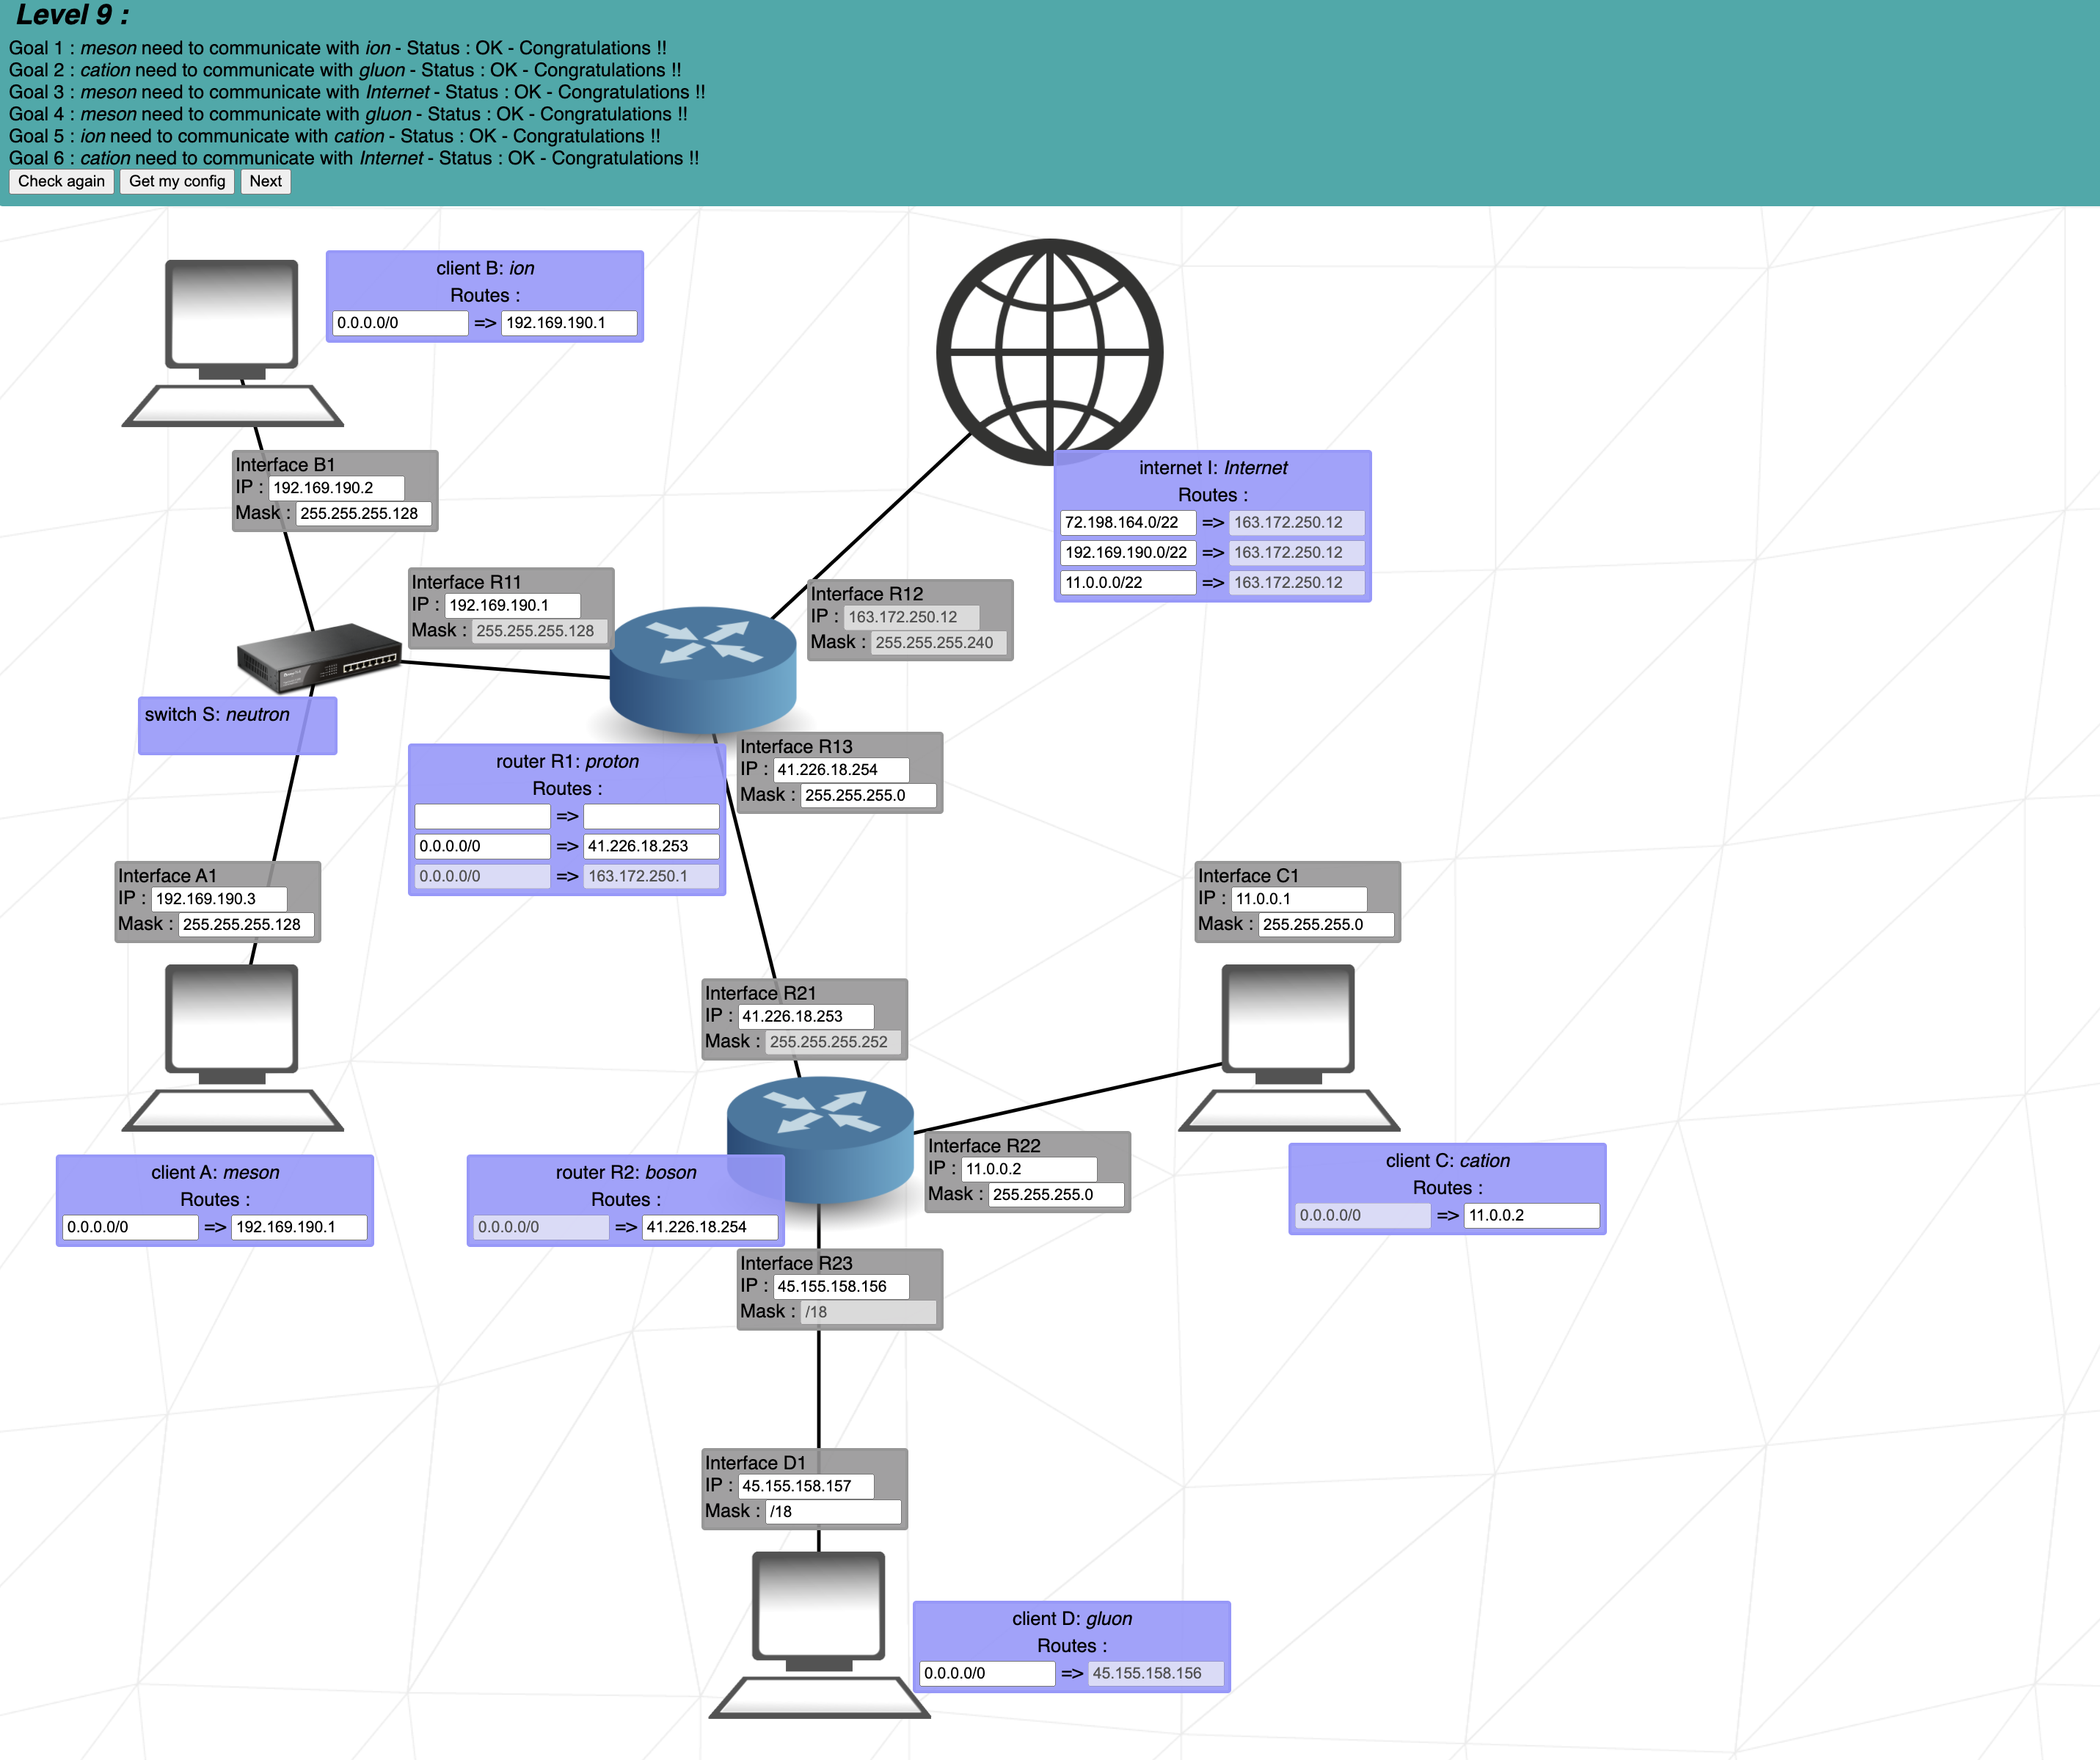 Level 9 :
Goal 1 : meson need to communicate with ion - Status : OK - Congratulations !!
Goal 2 : cation need to communicate with gluon - Status : OK - Congratulations !!
Goal 3 : meson need to communicate with Internet - Status : OK - Congratulations !!
Goal 4 : meson need to communicate with gluon - Status : OK - Congratulations !!
Goal 5 : ion need to communicate with cation - Status : OK - Congratulations !!
Goal 6 : cation need to communicate with Internet - Status : OK - Congratulations !!
Check again Get my config Next
client B: ion
Routes :
0.0.0.0/0 => 192.169.190.1
Interface B1
IP : 192.169.190.2
Mask : 255.255.255.128
internet I: Internet
Routes :
72.198.164.0/22 => 163.172.250.12
192.169.190.0/22 => 163.172.250.12
11.0.0.0/22 => 163.172.250.12
Interface R11
IP : 192.169.190.1
Mask : 255.255.255.128
Interface R12
IP : 163.172.250.12
Mask : 255.255.255.240
switch S: neutron
router R1: proton
Routes :
=>
0.0.0.0/0 => 41.226.18.253
0.0.0.0/0 => 163.172.250.1
Interface R13
IP : 41.226.18.254
Mask : 255.255.255.0
Interface A1
IP : 192.169.190.3
Mask : 255.255.255.128
Interface C1
IP : 11.0.0.1
Mask : 255.255.255.0
Interface R21
IP : 41.226.18.253
Mask : 255.255.255.252
client A: meson
Routes :
0.0.0.0/0 => 192.169.190.1
router R2: boson
Routes :
0.0.0.0/0 => 41.226.18.254
Interface R22
IP : 11.0.0.2
Mask : 255.255.255.0
client C: cation
Routes :
0.0.0.0/0 => 11.0.0.2
Interface R23
IP : 45.155.158.156
Mask : /18
Interface D1
IP : 45.155.158.157
Mask : /18
client D: gluon
Routes :
0.0.0.0/0 => 45.155.158.156